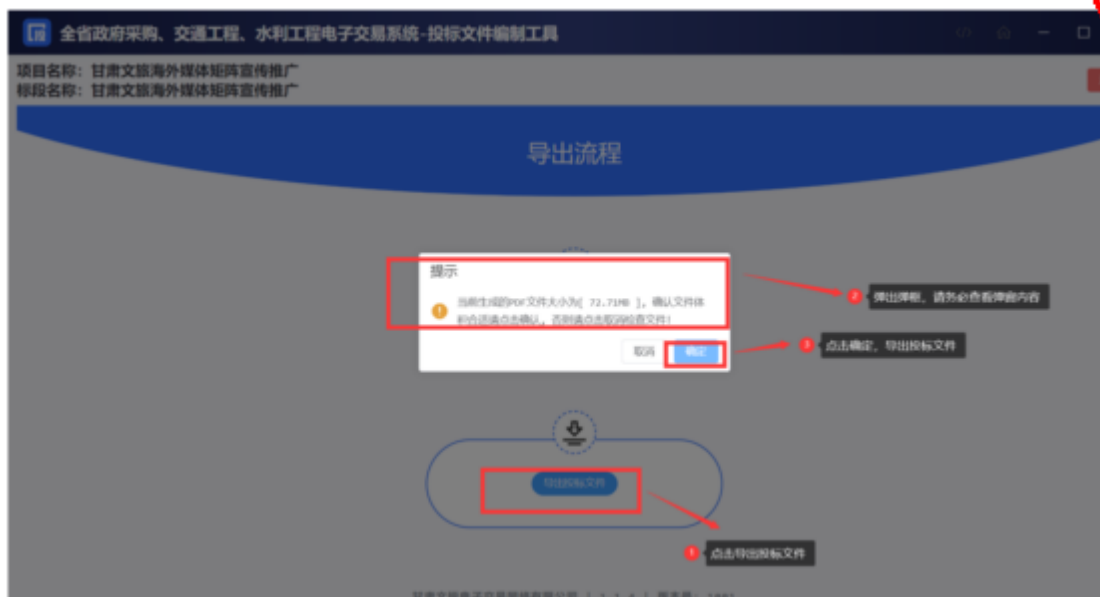 投 全省政府采购、交通工程、水利工程电子交易系统-投标文件编制工具
项目名称：甘肃文旅海外媒体矩阵宣传推广
标段名称：甘肃文旅海外媒体矩阵宣传推广
导出流程
提示
当前生成的PDF文件大小为[ 72.71MB ]，确认文件体
积合适请点击确认，否则请点击取消检查文件!
取消 确定
2 弹出弹框，请务必查看弹窗内容
3 点击确定，导出投标文件
导出投标文件
1 点击导出投标文件